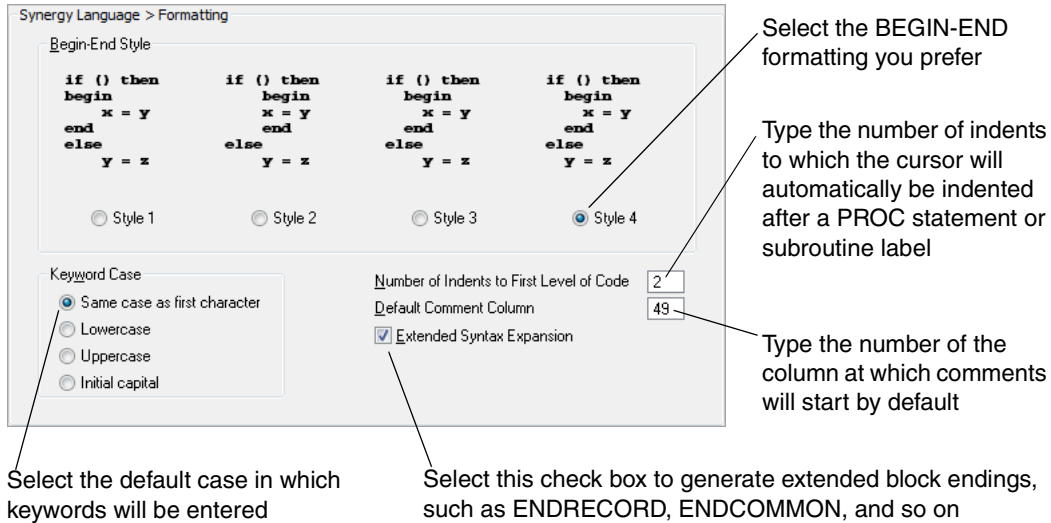 Synergy Language > Formatting
Begin-End Style
if () then
begin
    x = y
end
else
    y = z
if () then
    begin
    x = y
    end
else
    y = z
if () then
  begin
    x = y
  end
else
    y = z
if () then
  begin
    x = y
  end
else
  y = z
Style 1
Style 2
Style 3
Style 4
Select the BEGIN-END
formatting you prefer
Type the number of indents
to which the cursor will
automatically be indented
after a PROC statement or
subroutine label
Keyword Case
Same case as first character
Lowercase
Uppercase
Initial capital
Number of Indents to First Level of Code 2
Default Comment Column 49
Extended Syntax Expansion
Type the number of the
column at which comments
will start by default
Select the default case in which
keywords will be entered
Select this check box to generate extended block endings,
such as ENDRECORD, ENDCOMMON, and so on